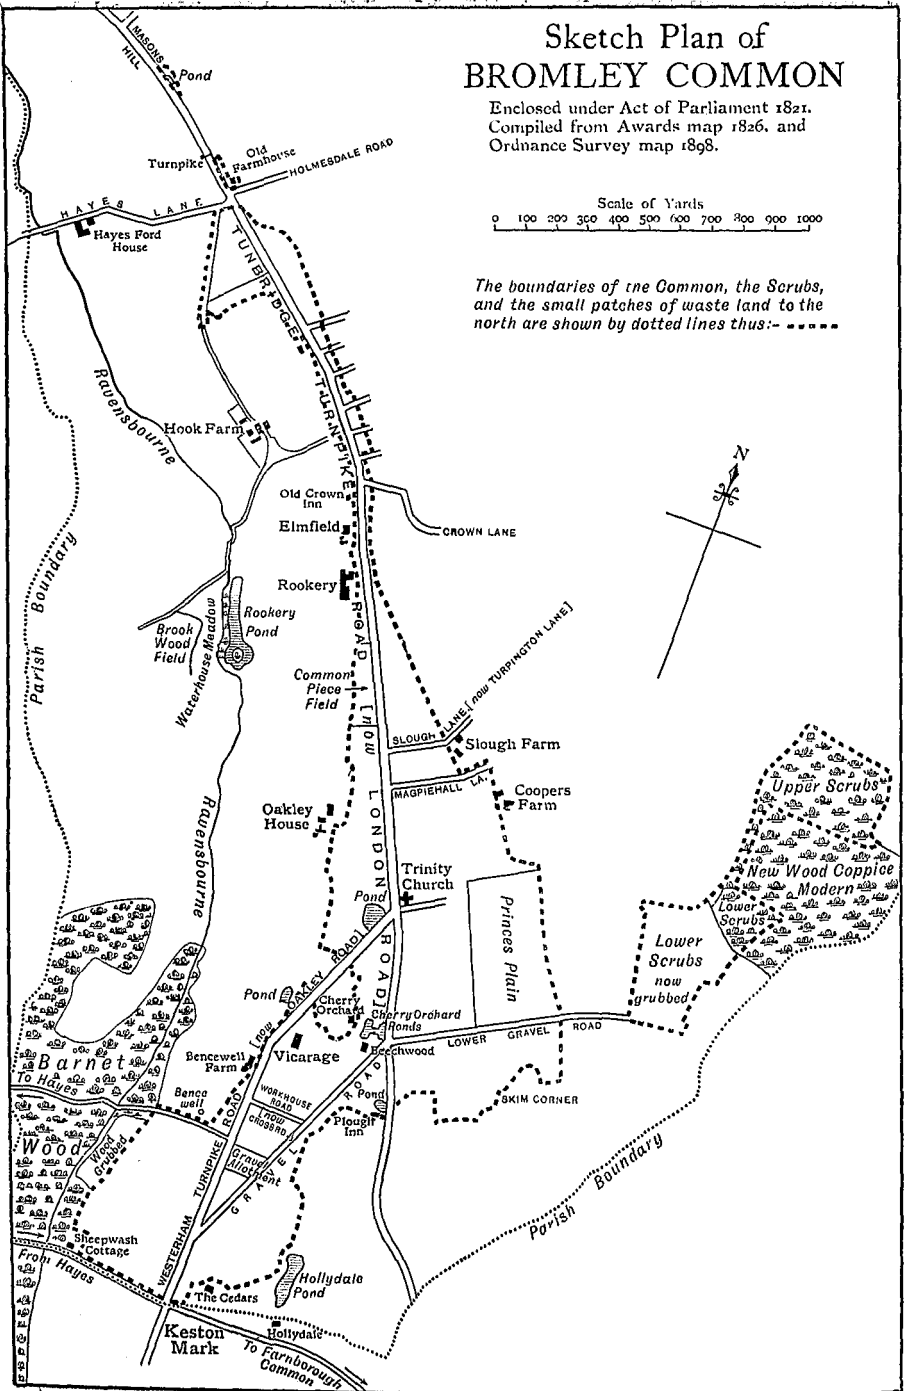 Sketch Plan of
BROMLEY COMMON
Enclosed under Act of Parliament 1821.
Compiled from Awards map 1826. and
Ordnance Survey map 1898.
Scale of Yards
0 100 200 300 400 500 600 700 800 900 1000
The boundaries of the Common, the Scrubs,
and the small patches of waste land to the
north are shown by dotted lines thus:-
N
MASONS
HILL
Pond
Turnpike
Old
Farmhouse
HOLMESDALE ROAD
HAYES LANE
Hayes Ford
House
TUNBRIDGE TURNPIKE ROAD [now LONDON ROAD]
Ravensbourne
Hook Farm
Old Crown
Inn
CROWN LANE
Elmfield
Rookery
Parish Boundary
Brook
Wood
Field
Waterhouse Meadow
Rookery
Pond
Common
Piece
Field
SLOUGH LANE [now TURPINGTON LANE]
Slough Farm
MAGPIEHALL LA.
Coopers
Farm
Oakley
House
Ravensbourne
Trinity
Church
Pond
Princes Plain
Upper Scrubs
New Wood Coppice
Modern
Lower
Scrubs
Lower
Scrubs
now
grubbed
Pond
Cherry
Orchard
Cherry Orchard
Ponds
LOWER GRAVEL ROAD
Beechwood
Vicarage
Bencewell
Farm
Bence
well
WESTERHAM TURNPIKE ROAD [now OAKLEY ROAD]
WORKHOUSE
ROAD
[now
CROSS RD.]
GRAVEL ROAD
Gravel
Allotment
Pond
Plough
Inn
SKIM CORNER
Parish Boundary
Barnet
To Hayes
Wood
Wood
Grubbed
Sheepwash
Cottage
From Hayes
The Cedars
Hollydale
Pond
Hollydale
Keston
Mark
To Farnborough
Common